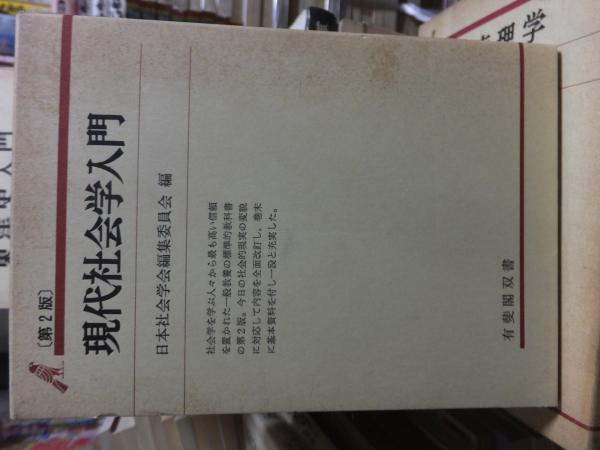 〔第2版〕
現代社会学入門
日本社会学会編集委員会 編
社会学を学ぶ人々から最も高い信頼
を置かれた一般教養の標準的教科書
の第2版。今日の社会的現実の変貌
に対応して内容を全面改訂し，巻末
に基本資料を付し一段と充実した。
有斐閣双書